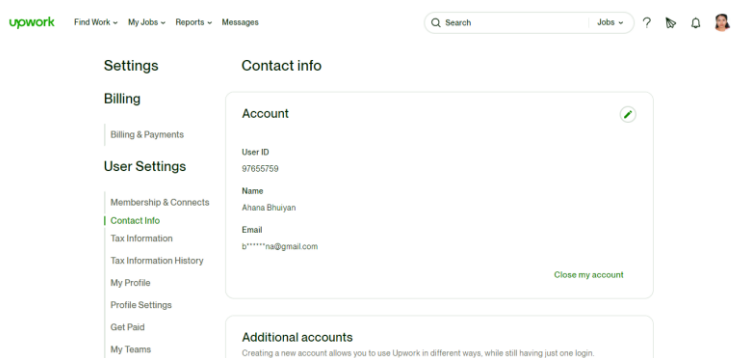 upwork Find Work My Jobs Reports Messages Search Jobs ?
Settings
Billing
Billing & Payments
User Settings
Membership & Connects
Contact Info
Tax Information
Tax Information History
My Profile
Profile Settings
Get Paid
My Teams
Contact info
Account
User ID
97655759
Name
Ahana Bhuiyan
Email
b******na@gmail.com
Close my account
Additional accounts
Creating a new account allows you to use Upwork in different ways, while still having just one login.